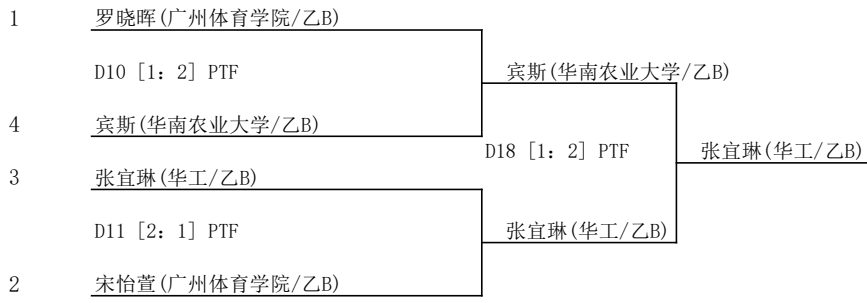 1 罗晓晖(广州体育学院/乙B)
D10 [1: 2] PTF
宾斯(华南农业大学/乙B)
4 宾斯(华南农业大学/乙B)
D18 [1: 2] PTF
张宜琳(华工/乙B)
3 张宜琳(华工/乙B)
D11 [2: 1] PTF
张宜琳(华工/乙B)
2 宋怡萱(广州体育学院/乙B)